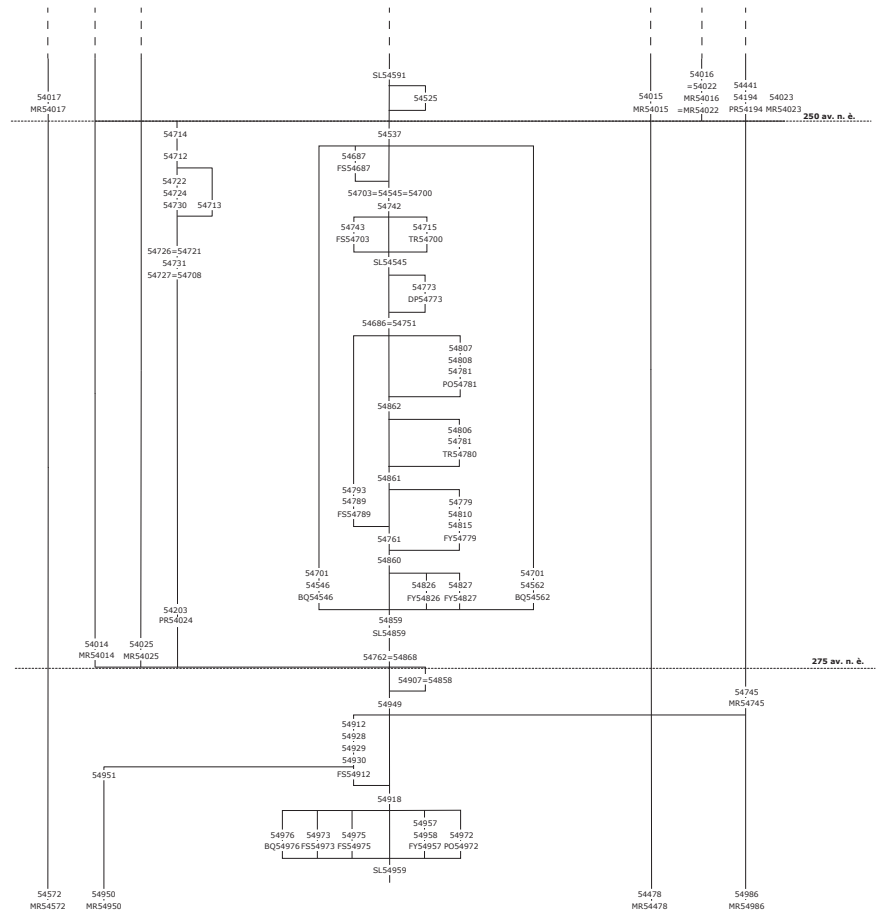 SL54591
54525
54017
MR54017
54015
MR54015
54016
=54022
MR54016
=MR54022
54441
54194
PR54194
54023
MR54023
250 av. n. è.
54714
54712
54722
54724
54730
54713
54726=54721
54731
54727=54708
54537
54687
FS54687
54703=54545=54700
54742
54743
FS54703
54715
TR54700
SL54545
54773
DP54773
54686=54751
54807
54808
54781
PO54781
54862
54806
54781
TR54780
54861
54793
54789
FS54789
54779
54810
54815
FY54779
54761
54860
54701
54546
BQ54546
54826
FY54826
54827
FY54827
54701
54562
BQ54562
54203
PR54024
54859
SL54859
54014
MR54014
54025
MR54025
54762=54868
275 av. n. è.
54907=54858
54745
MR54745
54949
54912
54928
54929
54930
FS54912
54951
54918
54976
BQ54976
54973
FS54973
54975
FS54975
54957
54958
FY54957
54972
PO54972
SL54959
54572
MR54572
54950
MR54950
54478
MR54478
54986
MR54986